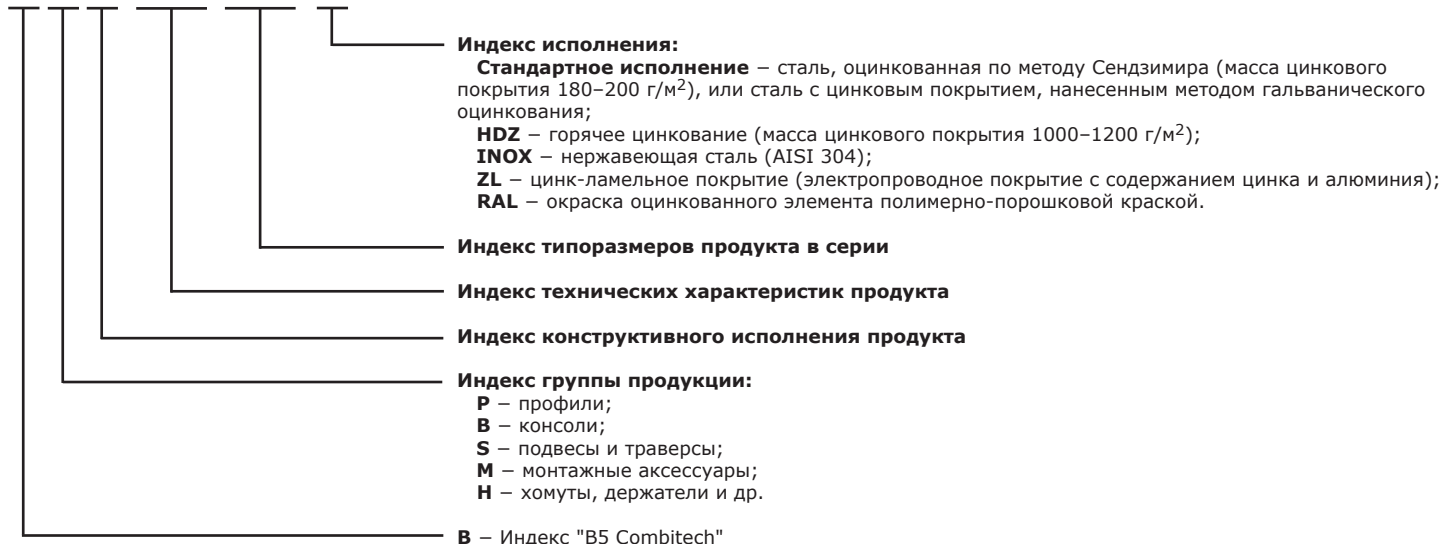 Индекс исполнения:
Стандартное исполнение − сталь, оцинкованная по методу Сендзимира (масса цинкового
покрытия 180–200 г/м2), или сталь с цинковым покрытием, нанесенным методом гальванического
оцинкования;
HDZ − горячее цинкование (масса цинкового покрытия 1000–1200 г/м2);
INOX − нержавеющая сталь (AISI 304);
ZL − цинк-ламельное покрытие (электропроводное покрытие с содержанием цинка и алюминия);
RAL − окраска оцинкованного элемента полимерно-порошковой краской.
Индекс типоразмеров продукта в серии
Индекс технических характеристик продукта
Индекс конструктивного исполнения продукта
Индекс группы продукции:
P − профили;
B − консоли;
S − подвесы и траверсы;
M − монтажные аксессуары;
H − хомуты, держатели и др.
B − Индекс "B5 Combitech"